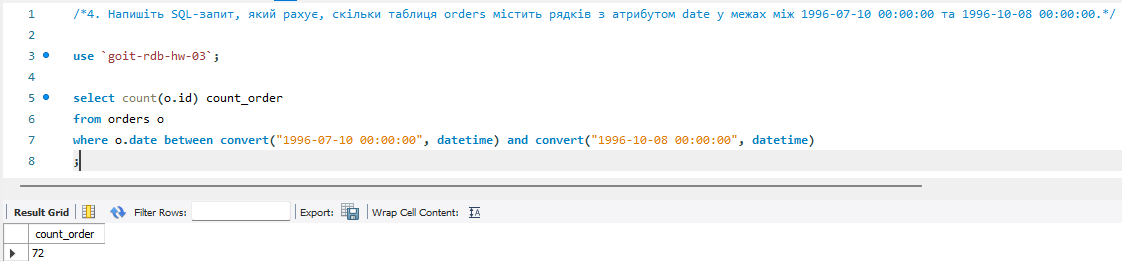 1 /*4. Напишіть SQL-запит, який рахує, скільки таблиця orders містить рядків з атрибутом date у межах між 1996-07-10 00:00:00 та 1996-10-08 00:00:00.*/
2
3 use `goit-rdb-hw-03`;
4
5 select count(o.id) count_order
6 from orders o
7 where o.date between convert("1996-07-10 00:00:00", datetime) and convert("1996-10-08 00:00:00", datetime)
8 ;
Result Grid Filter Rows: Export: Wrap Cell Content:
count_order
72